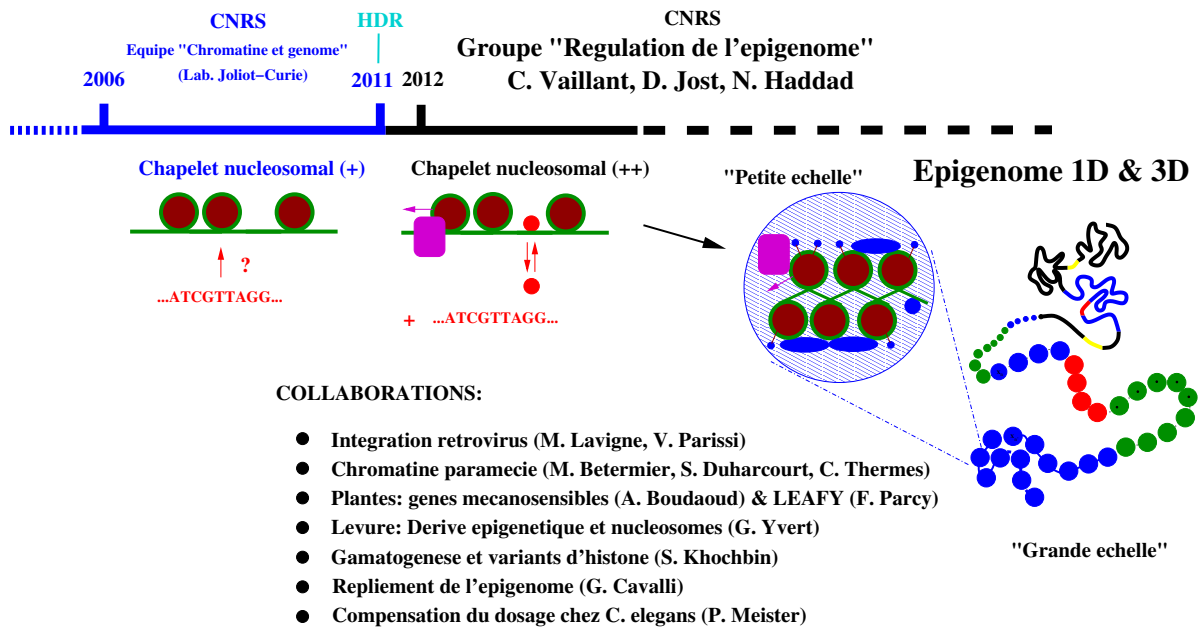 CNRS
Equipe "Chromatine et genome"
(Lab. Joliot−Curie)
HDR
CNRS
Groupe "Regulation de l'epigenome"
C. Vaillant, D. Jost, N. Haddad
2006
2011
2012
Chapelet nucleosomal (+)
Chapelet nucleosomal (++)
"Petite echelle"
Epigenome 1D & 3D
?
...ATCGTTAGG...
+ ...ATCGTTAGG...
COLLABORATIONS:
● Integration retrovirus (M. Lavigne, V. Parissi)
● Chromatine paramecie (M. Betermier, S. Duharcourt, C. Thermes)
● Plantes: genes mecanosensibles (A. Boudaoud) & LEAFY (F. Parcy)
● Levure: Derive epigenetique et nucleosomes (G. Yvert)
● Gamatogenese et variants d'histone (S. Khochbin)
● Repliement de l'epigenome (G. Cavalli)
● Compensation du dosage chez C. elegans (P. Meister)
"Grande echelle"